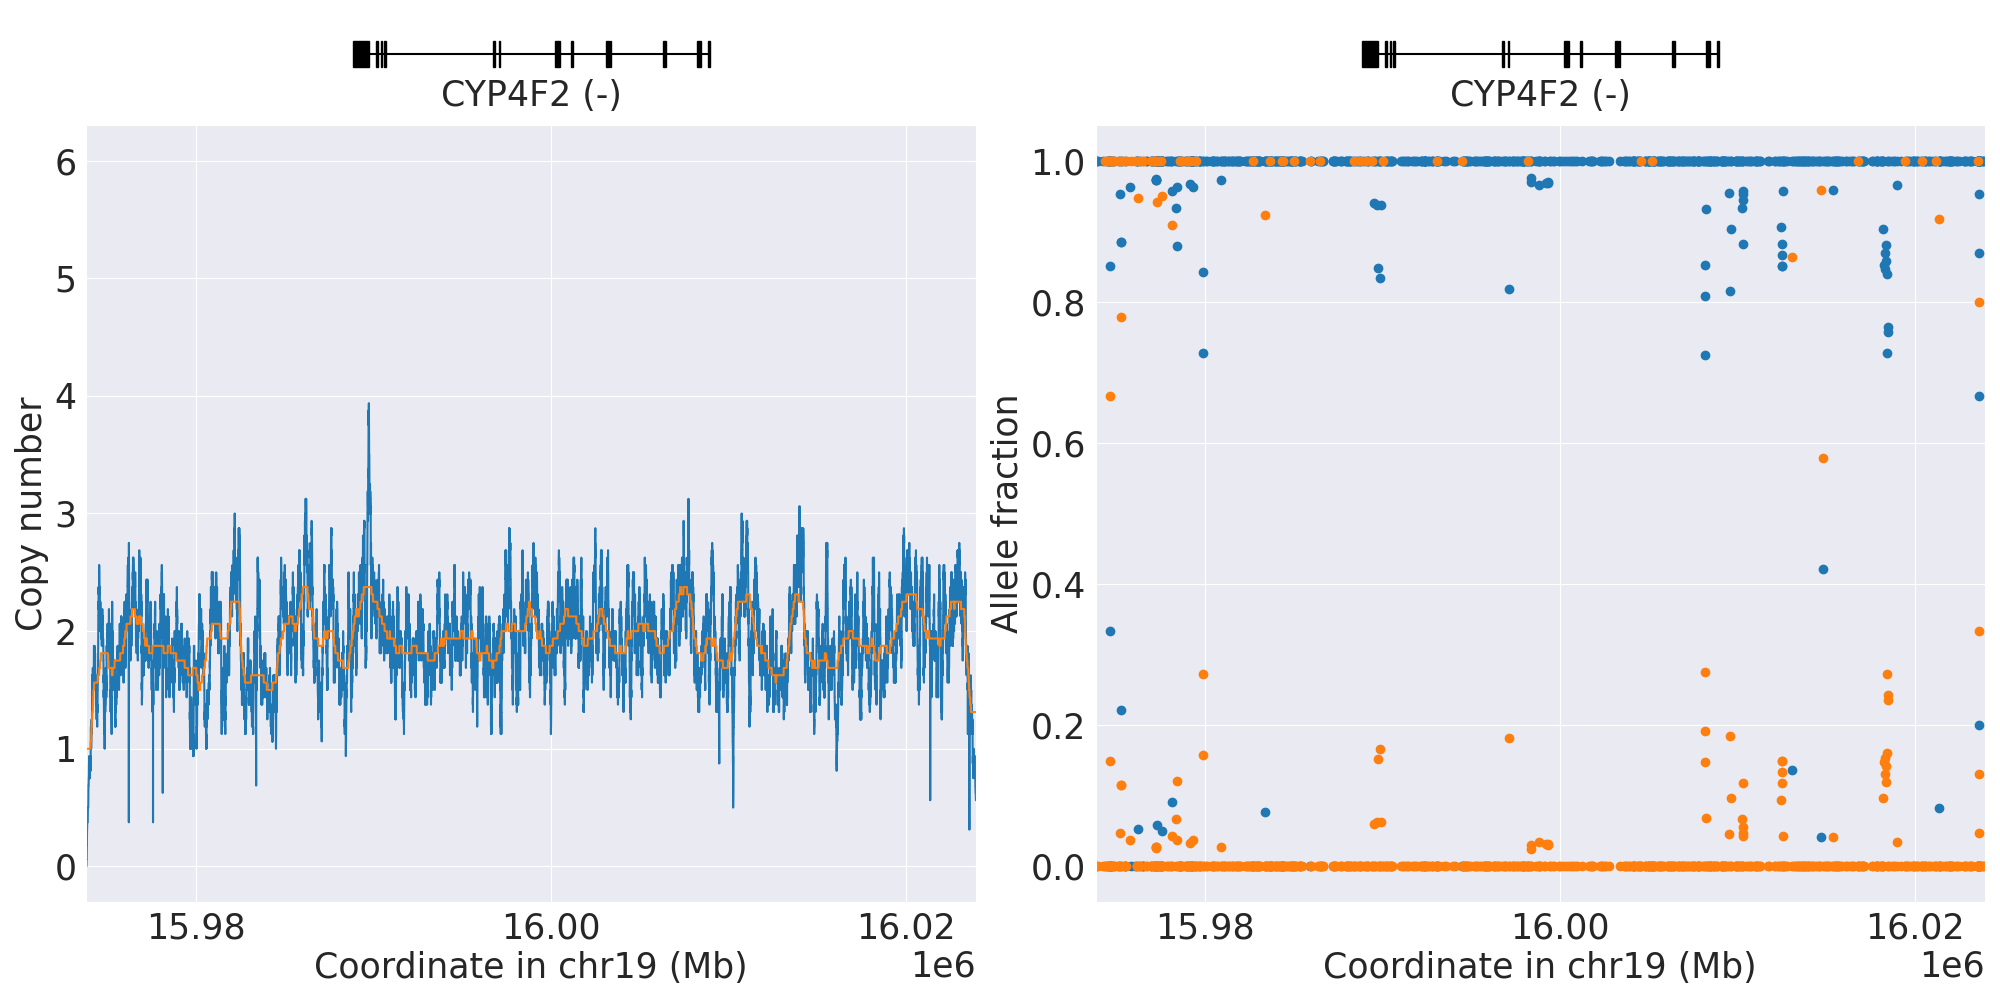 CYP4F2 (-)
6
5
4
3
2
1
0
Copy number
15.98
16.00
16.02
Coordinate in chr19 (Mb)
1e6
CYP4F2 (-)
1.0
0.8
0.6
0.4
0.2
0.0
Allele fraction
15.98
16.00
16.02
Coordinate in chr19 (Mb)
1e6